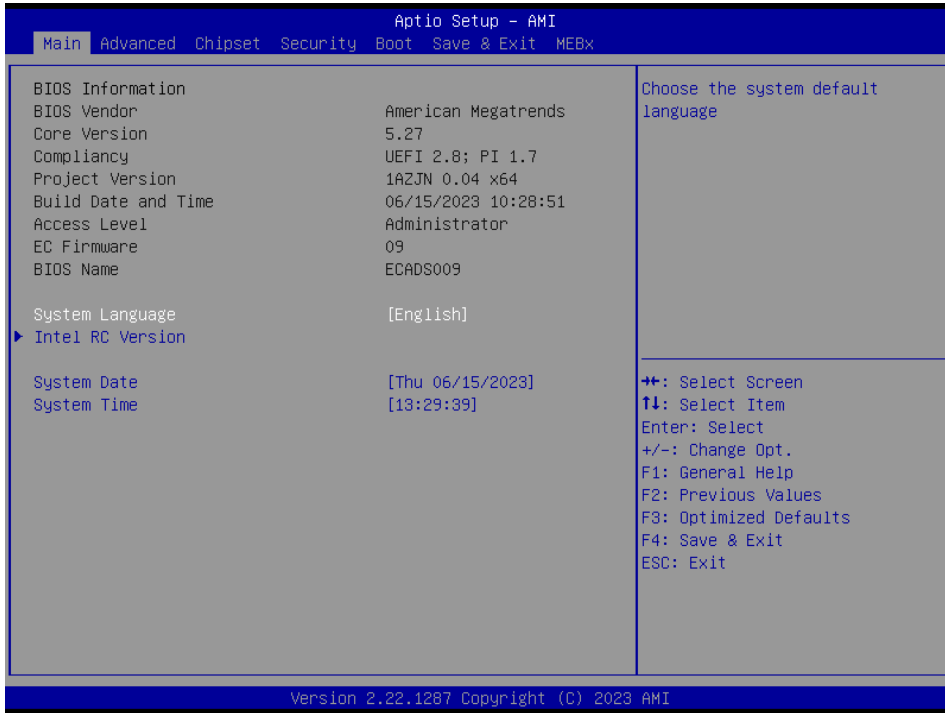 Aptio Setup – AMI
Main Advanced Chipset Security Boot Save & Exit MEBx
BIOS Information
BIOS Vendor American Megatrends
Core Version 5.27
Compliancy UEFI 2.8; PI 1.7
Project Version 1AZJN 0.04 x64
Build Date and Time 06/15/2023 10:28:51
Access Level Administrator
EC Firmware 09
BIOS Name ECADS009
System Language [English]
Intel RC Version
System Date [Thu 06/15/2023]
System Time [13:29:39]
Choose the system default
language
→←: Select Screen
↑↓: Select Item
Enter: Select
+/-: Change Opt.
F1: General Help
F2: Previous Values
F3: Optimized Defaults
F4: Save & Exit
ESC: Exit
Version 2.22.1287 Copyright (C) 2023 AMI